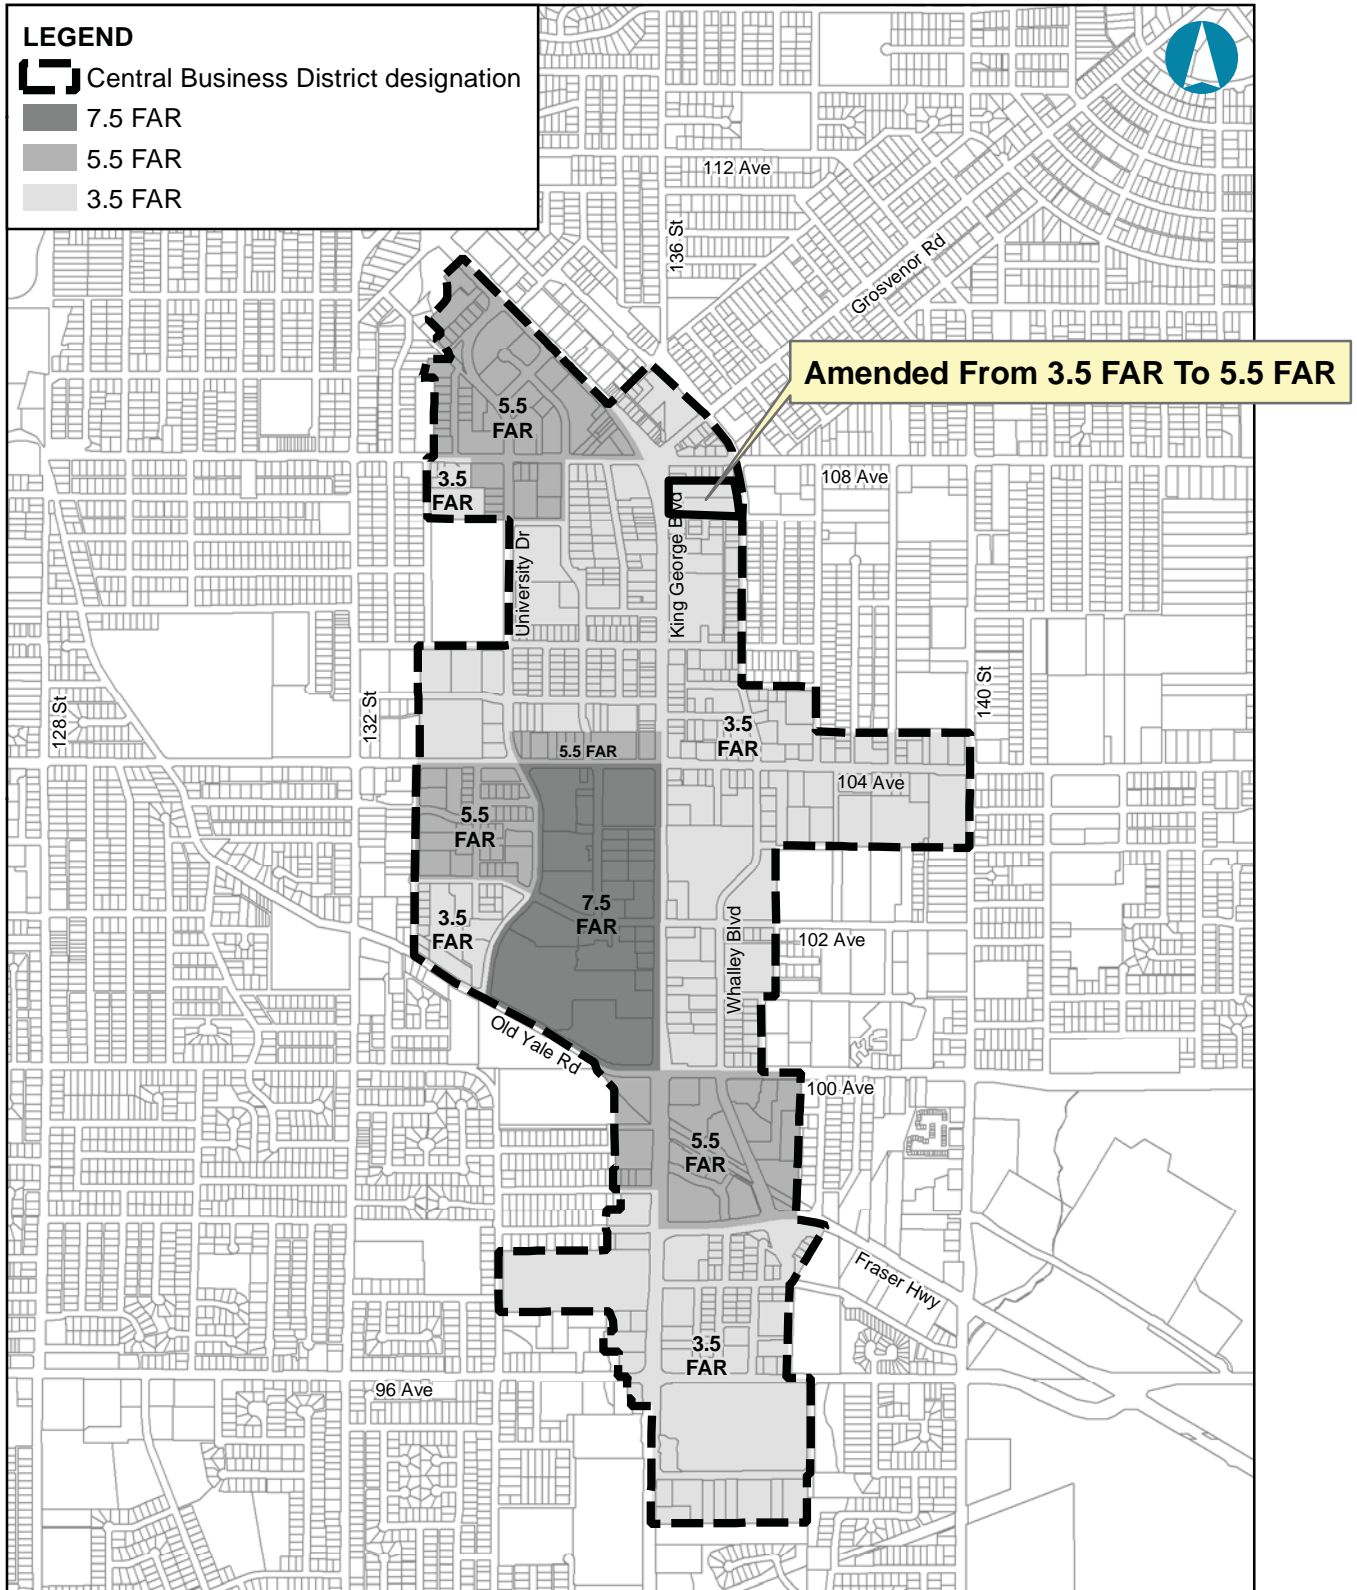 LEGEND
Central Business District designation
7.5 FAR
5.5 FAR
3.5 FAR
112 Ave
136 St
Grosvenor Rd
Amended From 3.5 FAR To 5.5 FAR
5.5
FAR
3.5
FAR
108 Ave
King George Blvd
University Dr
128 St
132 St
140 St
3.5
FAR
5.5 FAR
104 Ave
5.5
FAR
7.5
FAR
3.5
FAR
Whalley Blvd
102 Ave
Old Yale Rd
100 Ave
5.5
FAR
Fraser Hwy
3.5
FAR
96 Ave